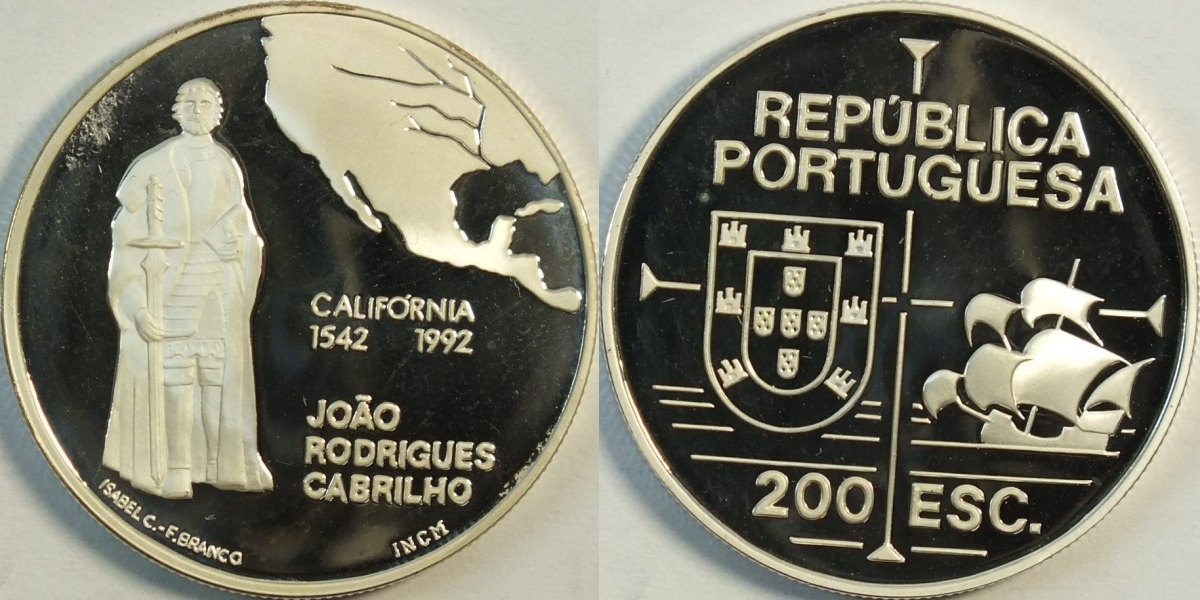 CALIFÓRNIA
1542 1992
JOÃO
RODRIGUES
CABRILHO
ISABEL C.-F.BRANCO
INCM
REPÚBLICA
PORTUGUESA
200 ESC.